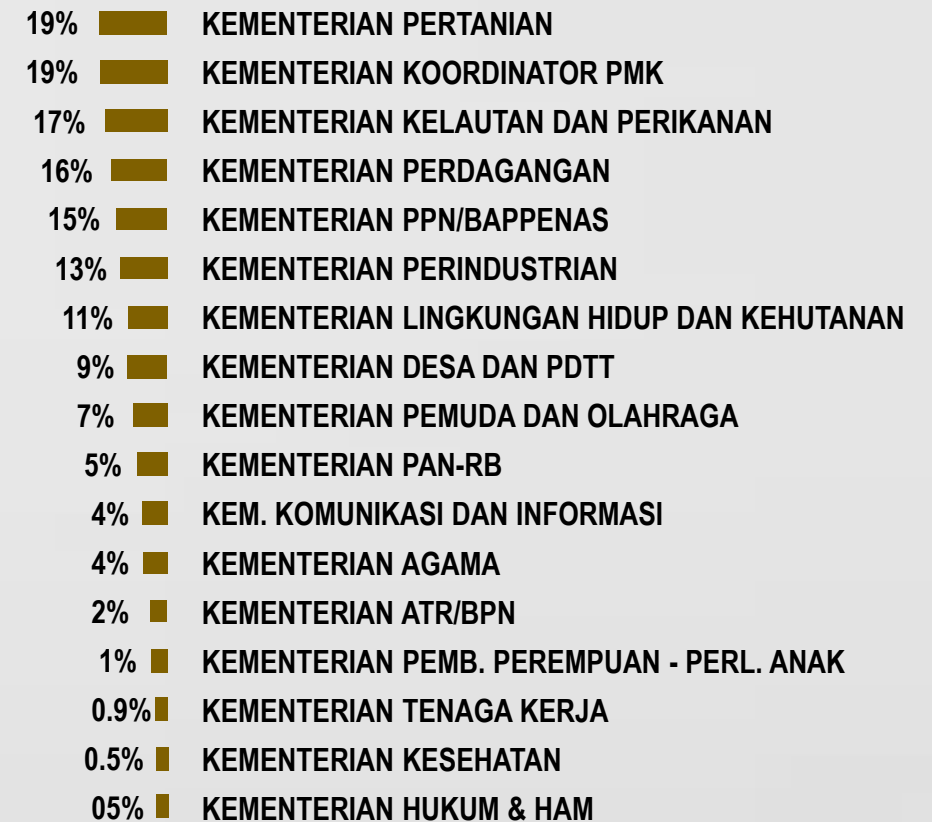 19% KEMENTERIAN PERTANIAN
19% KEMENTERIAN KOORDINATOR PMK
17% KEMENTERIAN KELAUTAN DAN PERIKANAN
16% KEMENTERIAN PERDAGANGAN
15% KEMENTERIAN PPN/BAPPENAS
13% KEMENTERIAN PERINDUSTRIAN
11% KEMENTERIAN LINGKUNGAN HIDUP DAN KEHUTANAN
9% KEMENTERIAN DESA DAN PDTT
7% KEMENTERIAN PEMUDA DAN OLAHRAGA
5% KEMENTERIAN PAN-RB
4% KEM. KOMUNIKASI DAN INFORMASI
4% KEMENTERIAN AGAMA
2% KEMENTERIAN ATR/BPN
1% KEMENTERIAN PEMB. PEREMPUAN - PERL. ANAK
0.9% KEMENTERIAN TENAGA KERJA
0.5% KEMENTERIAN KESEHATAN
05% KEMENTERIAN HUKUM & HAM